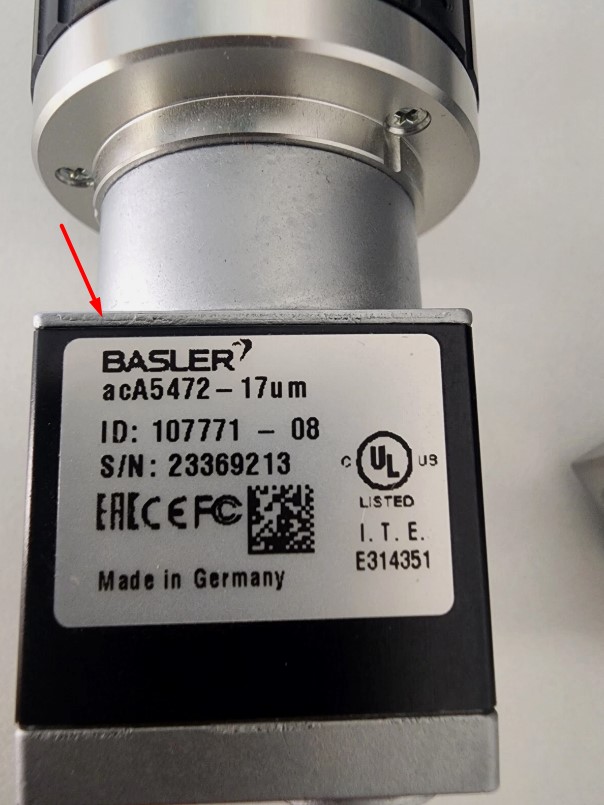 BASLER
acA5472-17um
ID: 107771 - 08
S/N: 23369213
EAC CE FC
C UL US
LISTED
I. T. E.
E314351
Made in Germany